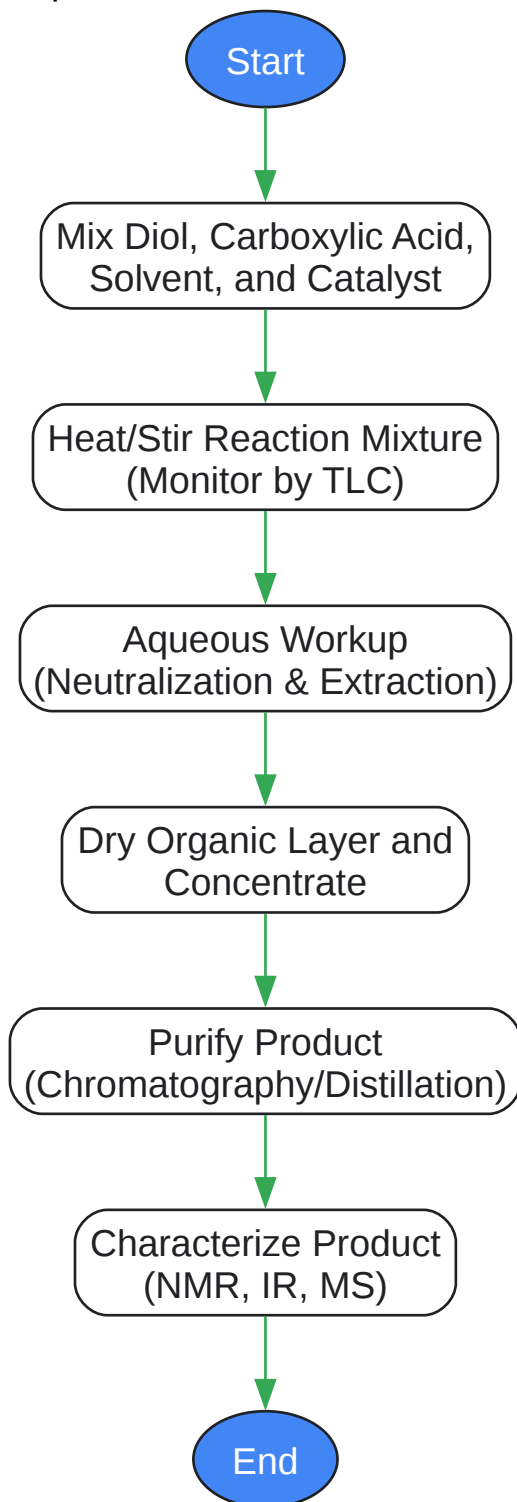 Start
Mix Diol, Carboxylic Acid,
Solvent, and Catalyst
Heat/Stir Reaction Mixture
(Monitor by TLC)
Aqueous Workup
(Neutralization & Extraction)
Dry Organic Layer and
Concentrate
Purify Product
(Chromatography/Distillation)
Characterize Product
(NMR, IR, MS)
End